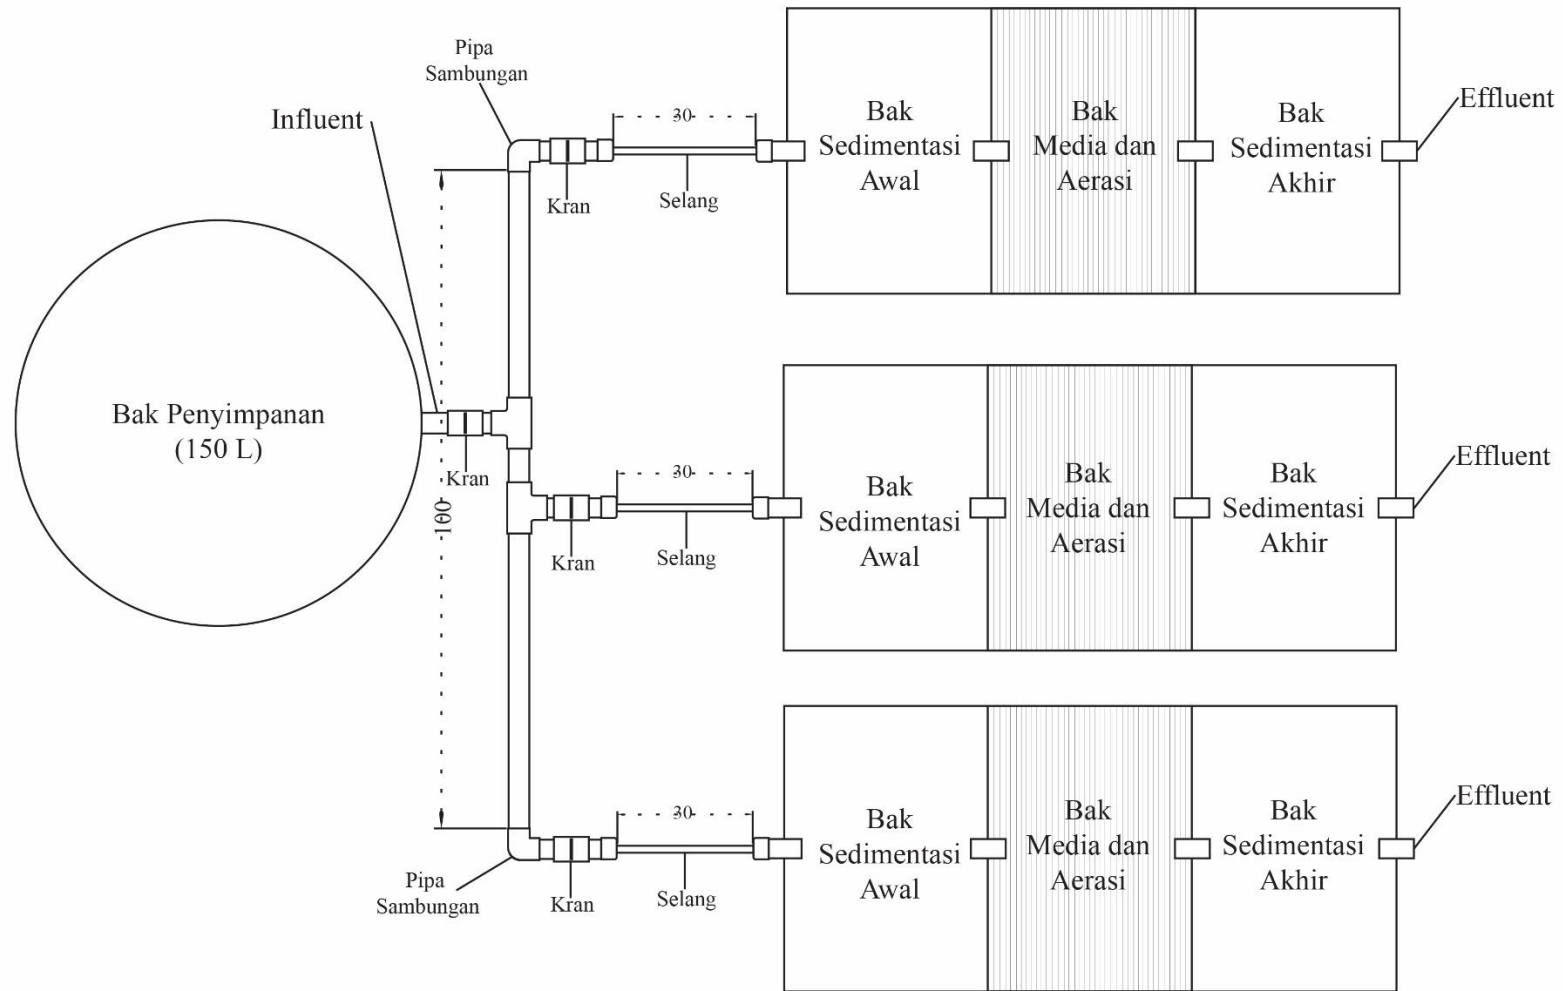 Pipa
Sambungan
Influent
30
Kran
Selang
Bak
Sedimentasi
Awal
Bak
Media dan
Aerasi
Bak
Sedimentasi
Akhir
Effluent
Bak Penyimpanan
(150 L)
Kran
100
30
Kran
Selang
Bak
Sedimentasi
Awal
Bak
Media dan
Aerasi
Bak
Sedimentasi
Akhir
Effluent
Pipa
Sambungan
30
Kran
Selang
Bak
Sedimentasi
Awal
Bak
Media dan
Aerasi
Bak
Sedimentasi
Akhir
Effluent